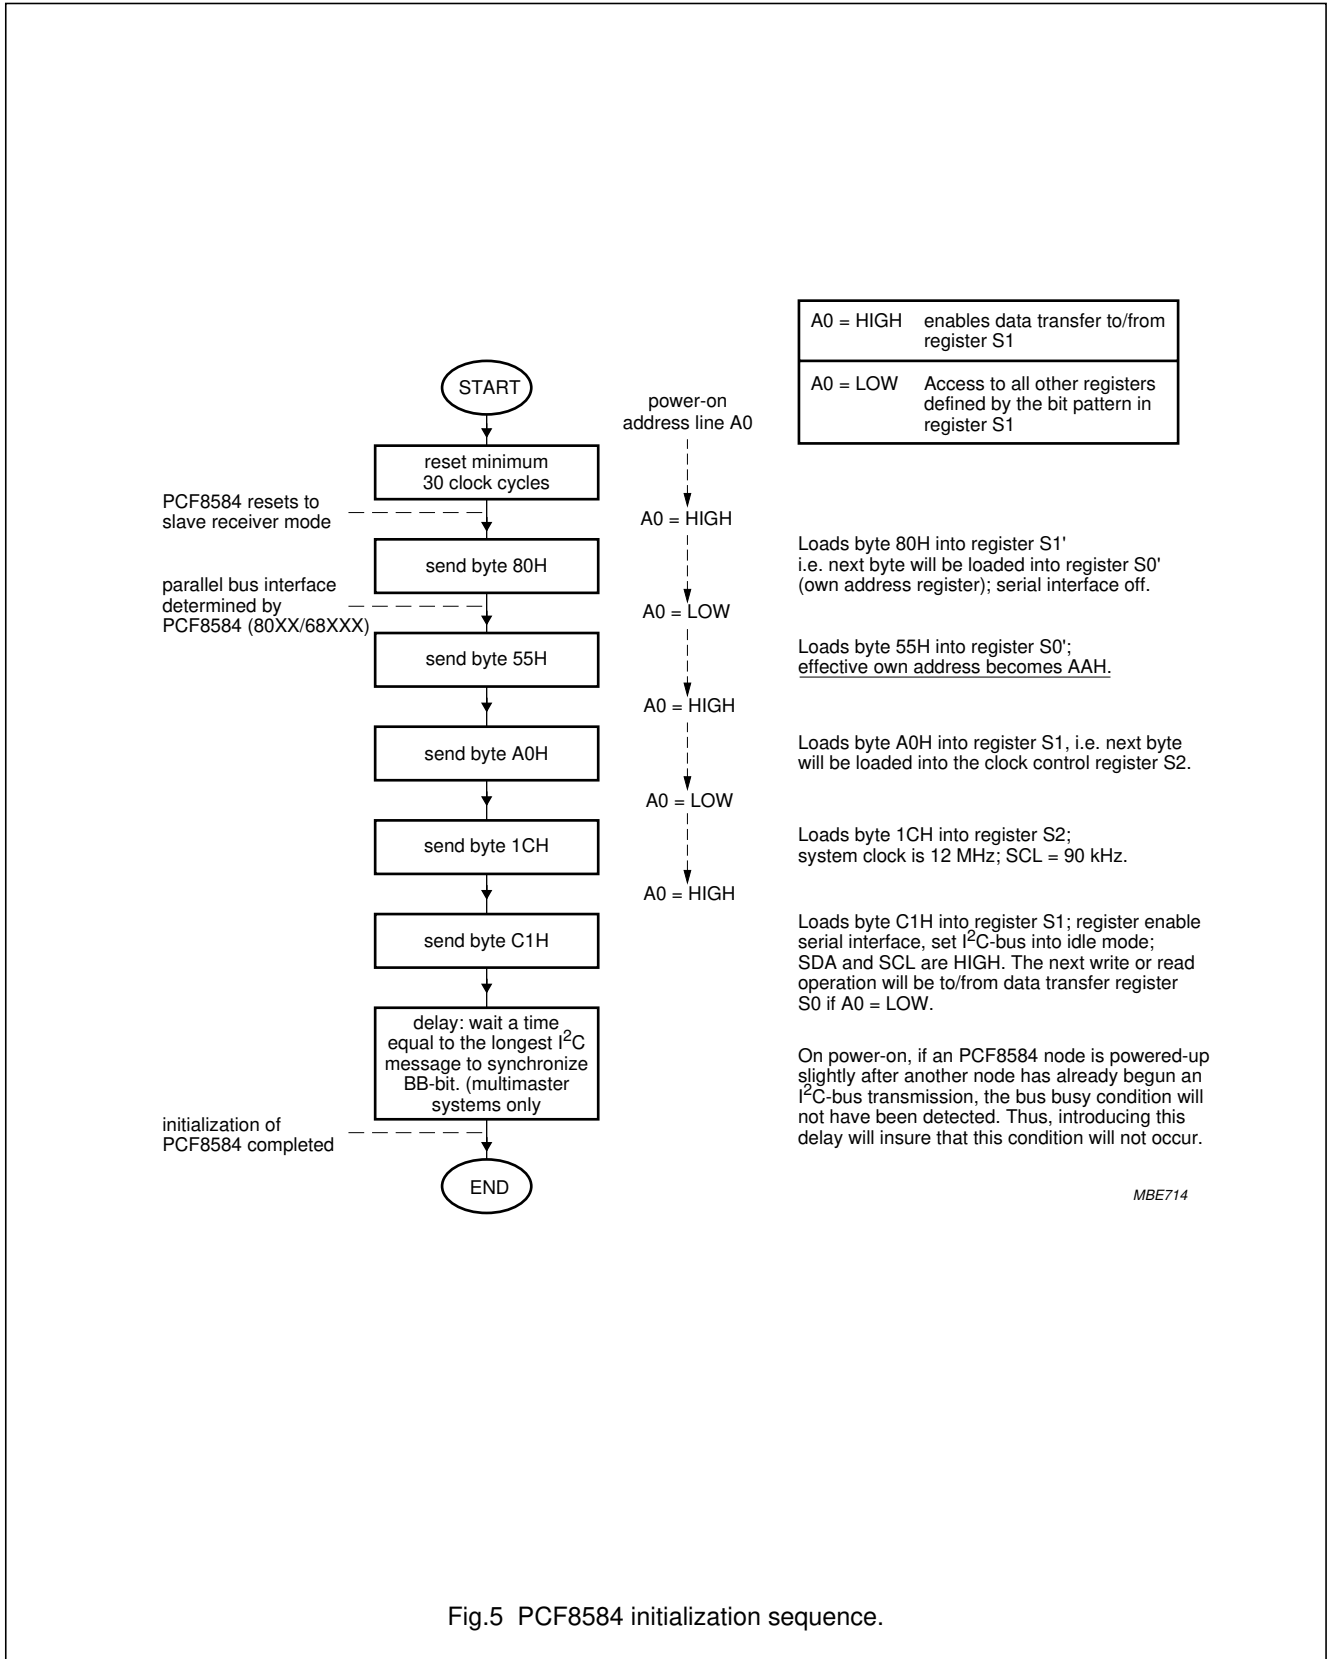 A0 = HIGH enables data transfer to/from
register S1
A0 = LOW Access to all other registers
defined by the bit pattern in
register S1
START
power-on
address line A0
reset minimum
30 clock cycles
PCF8584 resets to
slave receiver mode
A0 = HIGH
send byte 80H
Loads byte 80H into register S1'
i.e. next byte will be loaded into register S0'
(own address register); serial interface off.
parallel bus interface
determined by
PCF8584 (80XX/68XXX)
A0 = LOW
send byte 55H
Loads byte 55H into register S0';
effective own address becomes AAH.
A0 = HIGH
send byte A0H
Loads byte A0H into register S1, i.e. next byte
will be loaded into the clock control register S2.
A0 = LOW
send byte 1CH
Loads byte 1CH into register S2;
system clock is 12 MHz; SCL = 90 kHz.
A0 = HIGH
send byte C1H
Loads byte C1H into register S1; register enable
serial interface, set I²C-bus into idle mode;
SDA and SCL are HIGH. The next write or read
operation will be to/from data transfer register
S0 if A0 = LOW.
delay: wait a time
equal to the longest I²C
message to synchronize
BB-bit. (multimaster
systems only
On power-on, if an PCF8584 node is powered-up
slightly after another node has already begun an
I²C-bus transmission, the bus busy condition will
not have been detected. Thus, introducing this
delay will insure that this condition will not occur.
initialization of
PCF8584 completed
END
MBE714
Fig.5 PCF8584 initialization sequence.